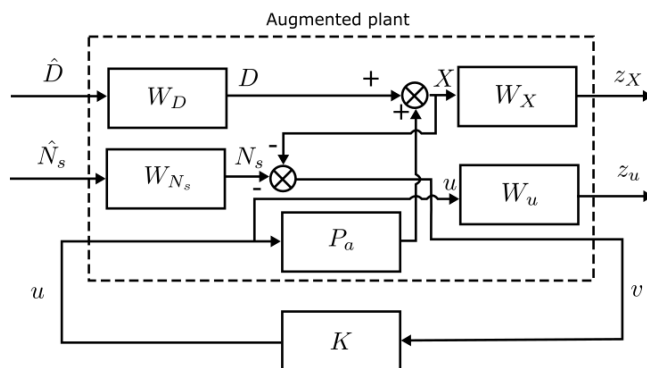 Augmented plant
D̂ W_D D + X W_X z_X
+
-
N̂_s W_{N_s} N_s - u W_u z_u
P_a
u v
K